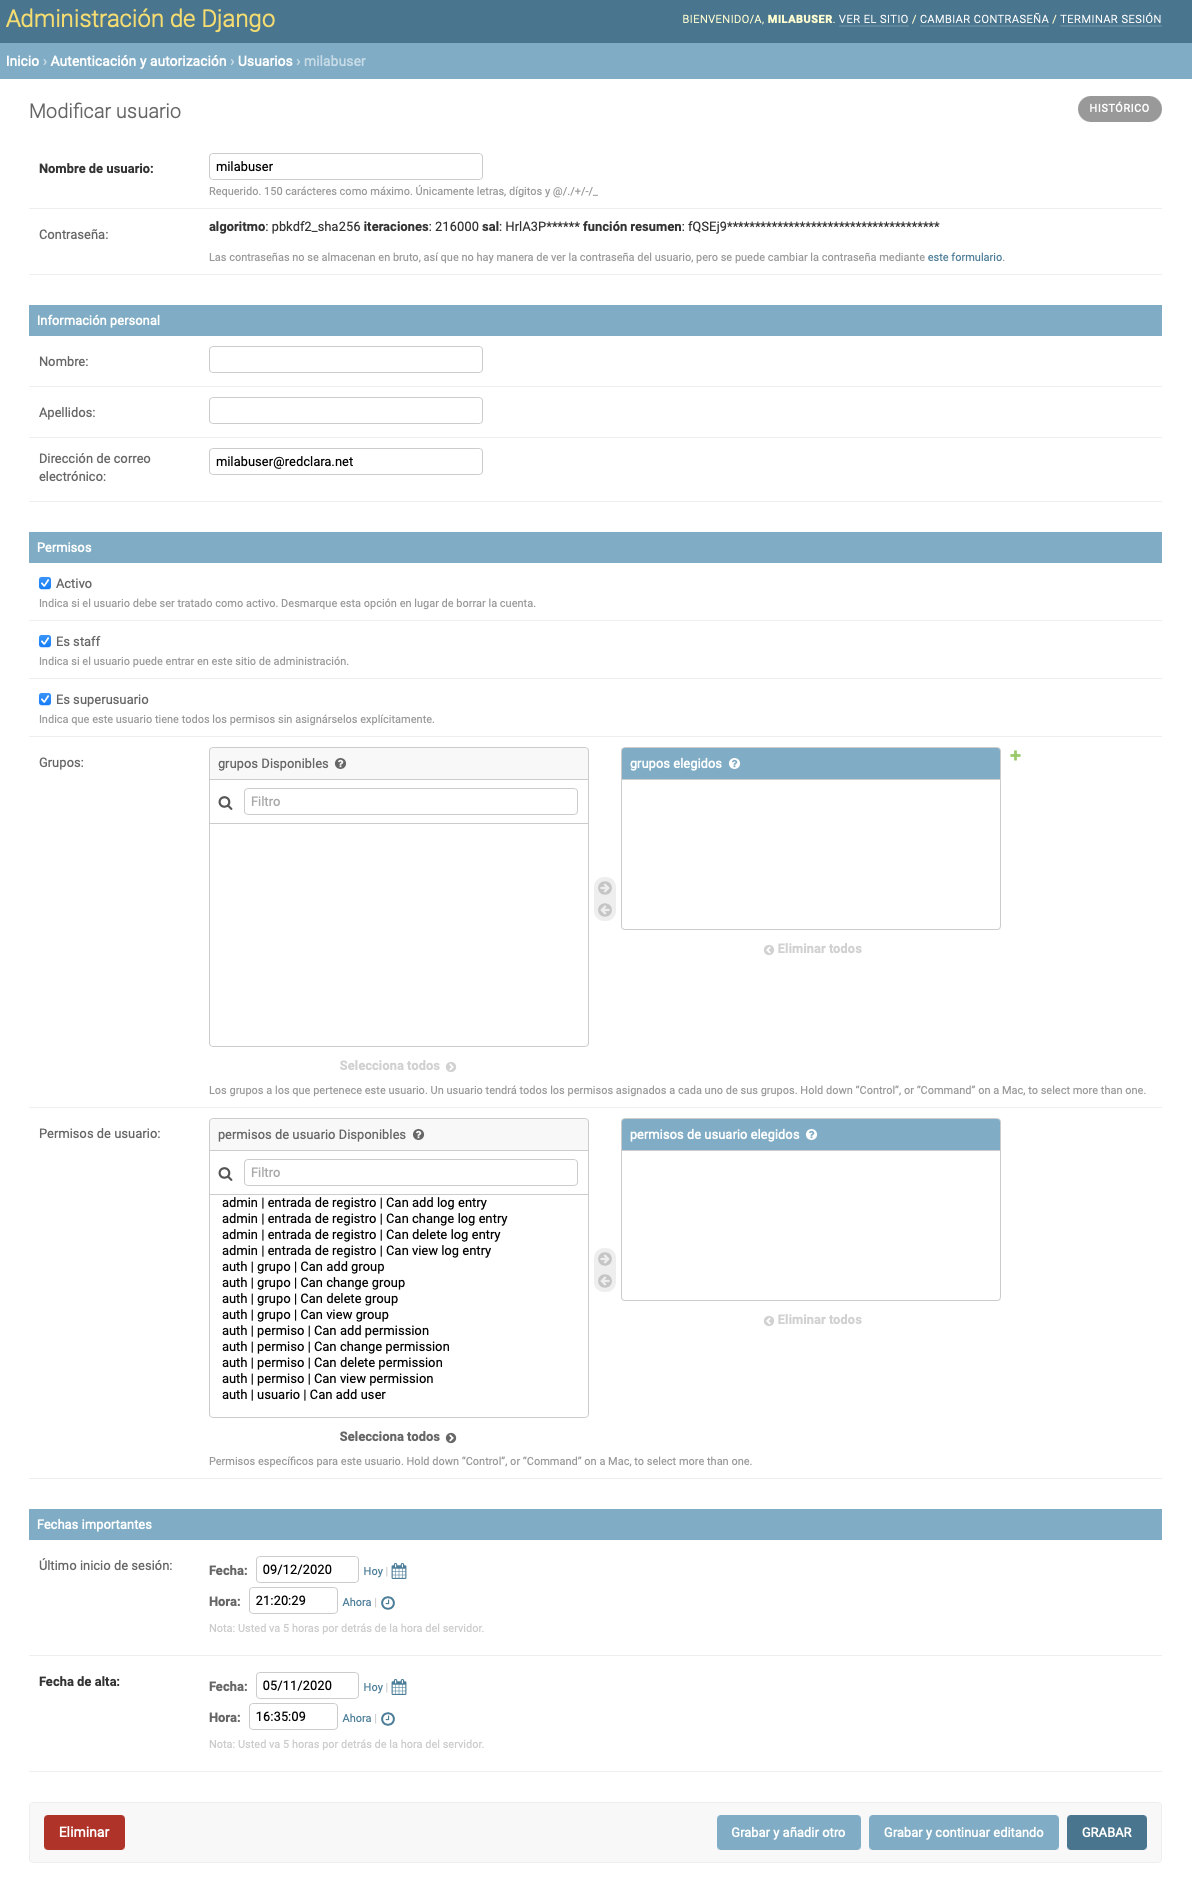 Administración de Django
BIENVENIDO/A, MILABUSER. VER EL SITIO / CAMBIAR CONTRASEÑA / TERMINAR SESIÓN
Inicio › Autenticación y autorización › Usuarios › milabuser
Modificar usuario
HISTÓRICO
Nombre de usuario:
milabuser
Requerido. 150 carácteres como máximo. Únicamente letras, dígitos y @/./+/-/_
Contraseña:
algoritmo: pbkdf2_sha256 iteraciones: 216000 sal: HrlA3P****** función resumen: fQSEj9**************************************
Las contraseñas no se almacenan en bruto, así que no hay manera de ver la contraseña del usuario, pero se puede cambiar la contraseña mediante este formulario.
Información personal
Nombre:
Apellidos:
Dirección de correo
electrónico:
milabuser@redclara.net
Permisos
Activo
Indica si el usuario debe ser tratado como activo. Desmarque esta opción en lugar de borrar la cuenta.
Es staff
Indica si el usuario puede entrar en este sitio de administración.
Es superusuario
Indica que este usuario tiene todos los permisos sin asignárselos explícitamente.
Grupos:
grupos Disponibles
Filtro
Selecciona todos
grupos elegidos
Eliminar todos
Los grupos a los que pertenece este usuario. Un usuario tendrá todos los permisos asignados a cada uno de sus grupos. Hold down “Control”, or “Command” on a Mac, to select more than one.
Permisos de usuario:
permisos de usuario Disponibles
Filtro
admin | entrada de registro | Can add log entry
admin | entrada de registro | Can change log entry
admin | entrada de registro | Can delete log entry
admin | entrada de registro | Can view log entry
auth | grupo | Can add group
auth | grupo | Can change group
auth | grupo | Can delete group
auth | grupo | Can view group
auth | permiso | Can add permission
auth | permiso | Can change permission
auth | permiso | Can delete permission
auth | permiso | Can view permission
auth | usuario | Can add user
Selecciona todos
permisos de usuario elegidos
Eliminar todos
Permisos específicos para este usuario. Hold down “Control”, or “Command” on a Mac, to select more than one.
Fechas importantes
Último inicio de sesión:
Fecha: 09/12/2020 Hoy |
Hora: 21:20:29 Ahora |
Nota: Usted va 5 horas por detrás de la hora del servidor.
Fecha de alta:
Fecha: 05/11/2020 Hoy |
Hora: 16:35:09 Ahora |
Nota: Usted va 5 horas por detrás de la hora del servidor.
Eliminar
Grabar y añadir otro
Grabar y continuar editando
GRABAR